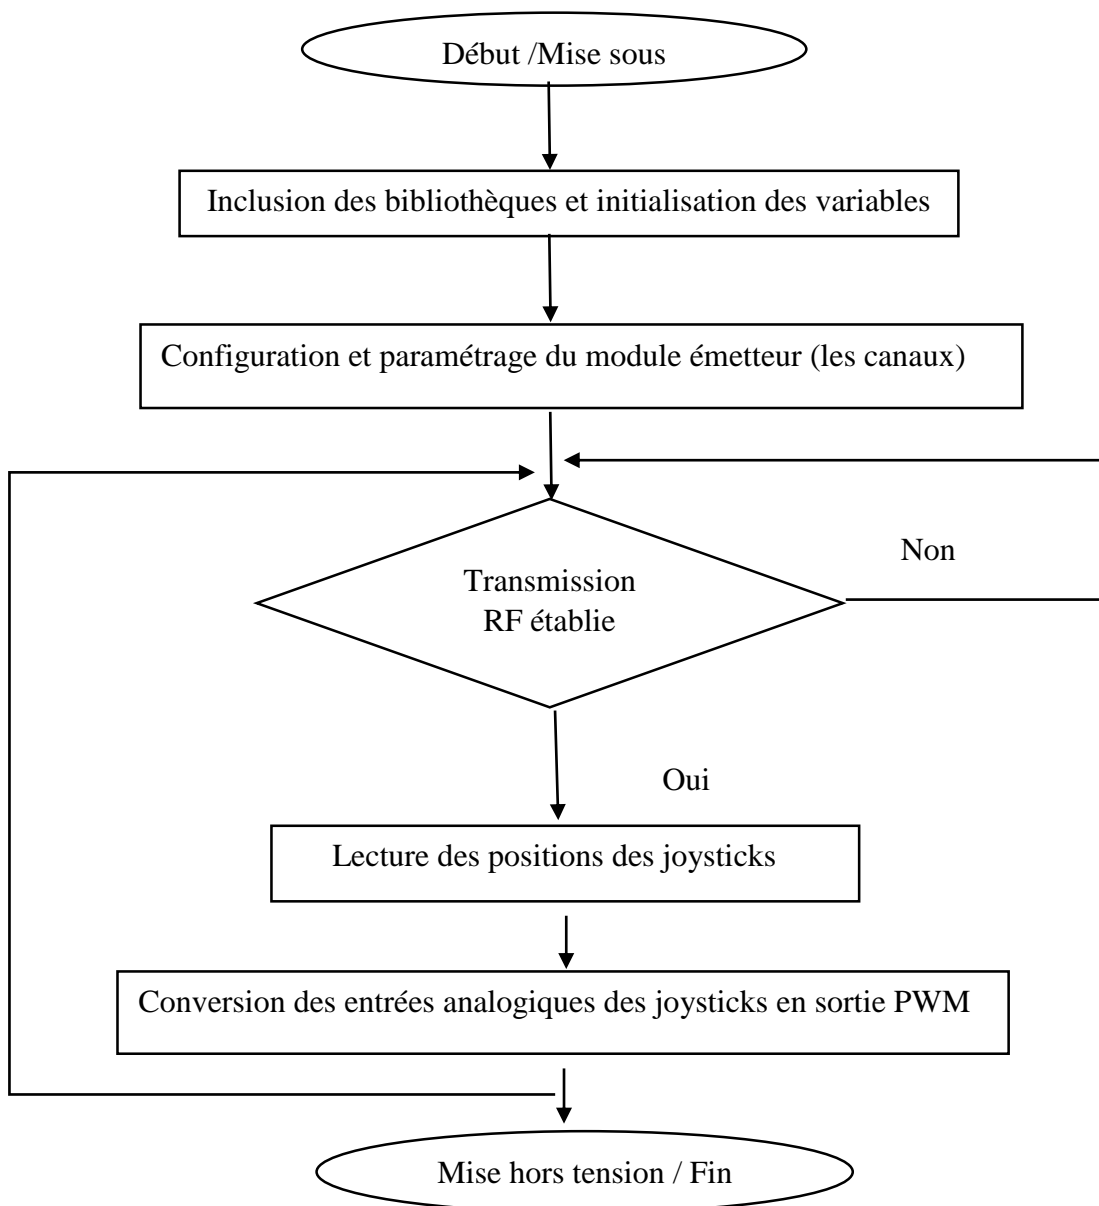 Début /Mise sous
Inclusion des bibliothèques et initialisation des variables
Configuration et paramétrage du module émetteur (les canaux)
Non
Transmission
RF établie
Oui
Lecture des positions des joysticks
Conversion des entrées analogiques des joysticks en sortie PWM
Mise hors tension / Fin